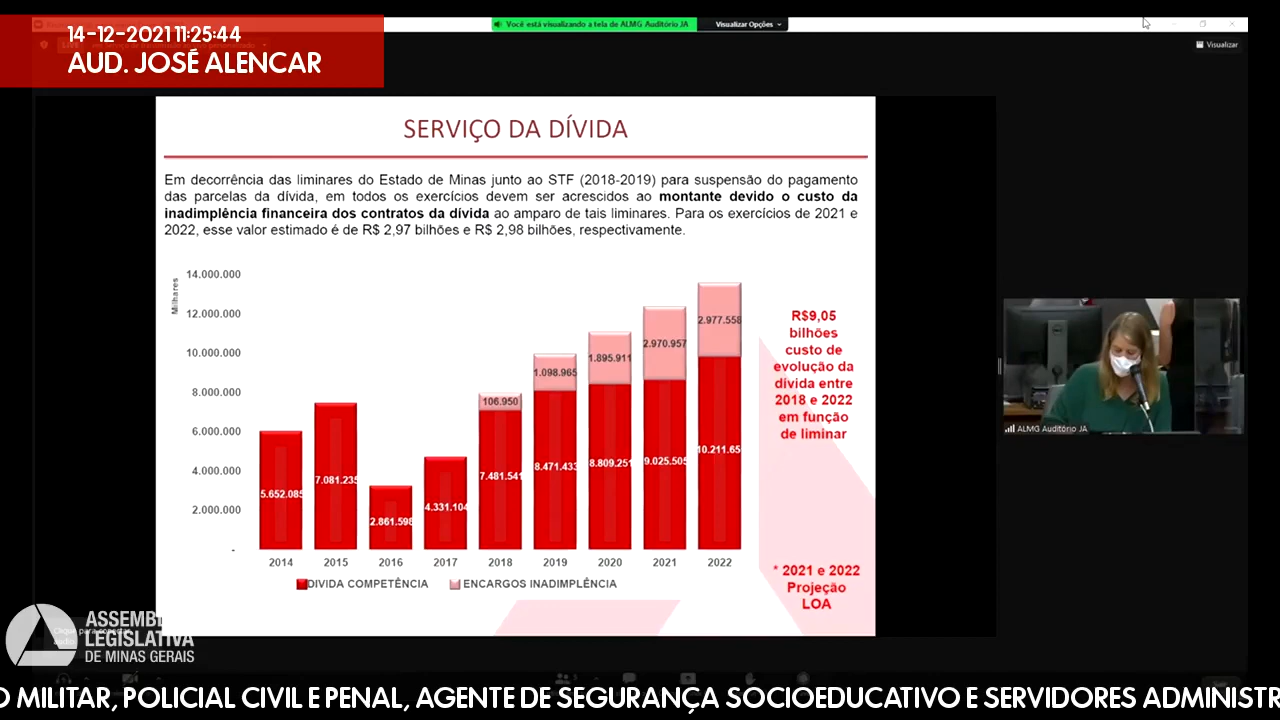 Você está visualizando a tela de ALMG Auditório JA
Visualizar Opções
14-12-2021 11:25:44
AUD. JOSÉ ALENCAR
Visualizar
SERVIÇO DA DÍVIDA
Em decorrência das liminares do Estado de Minas junto ao STF (2018-2019) para suspensão do pagamento
das parcelas da dívida, em todos os exercícios devem ser acrescidos ao montante devido o custo da
inadimplência financeira dos contratos da dívida ao amparo de tais liminares. Para os exercícios de 2021 e
2022, esse valor estimado é de R$ 2,97 bilhões e R$ 2,98 bilhões, respectivamente.
Milhares
14.000.000
12.000.000
10.000.000
8.000.000
6.000.000
4.000.000
2.000.000
-
5.652.085
7.081.235
2.861.598
4.331.104
7.481.541
106.950
8.471.433
1.098.965
8.809.251
1.895.911
9.025.505
2.970.957
10.211.65
2.977.558
2014 2015 2016 2017 2018 2019 2020 2021 2022
DIVIDA COMPETÊNCIA ENCARGOS INADIMPLÊNCIA
R$9,05
bilhões
custo de
evolução da
dívida entre
2018 e 2022
em função
de liminar
* 2021 e 2022
Projeção
LOA
ALMG Auditório JA
ASSEMBL
LEGISLATIVA
DE MINAS GERAIS
O MILITAR, POLICIAL CIVIL E PENAL, AGENTE DE SEGURANÇA SOCIOEDUCATIVO E SERVIDORES ADMINISTR